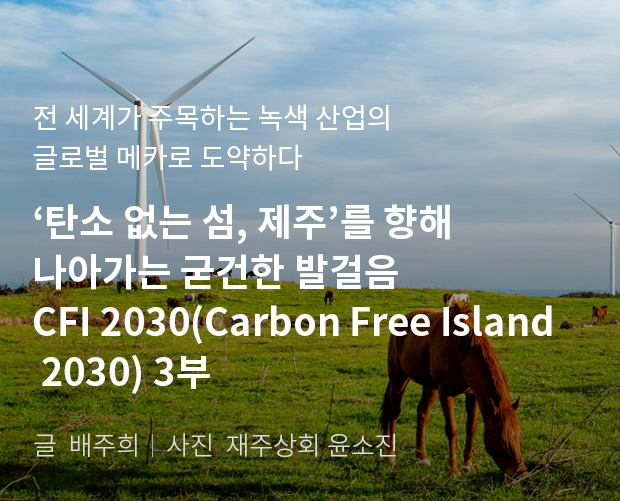 전 세계가 주목하는 녹색 산업의
글로벌 메카로 도약하다
‘탄소 없는 섬, 제주’를 향해
나아가는 굳건한 발걸음
CFI 2030(Carbon Free Island
2030) 3부
글 배주희 | 사진 재주상회 윤소진